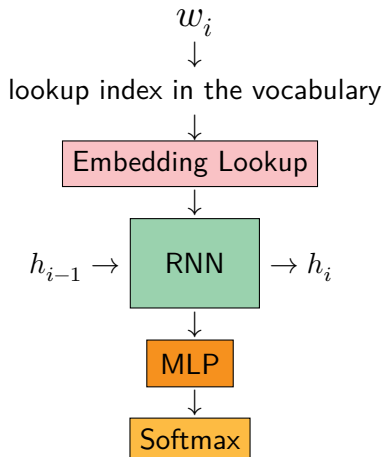 w_i
lookup index in the vocabulary
Embedding Lookup
h_{i−1} → RNN → h_i
MLP
Softmax